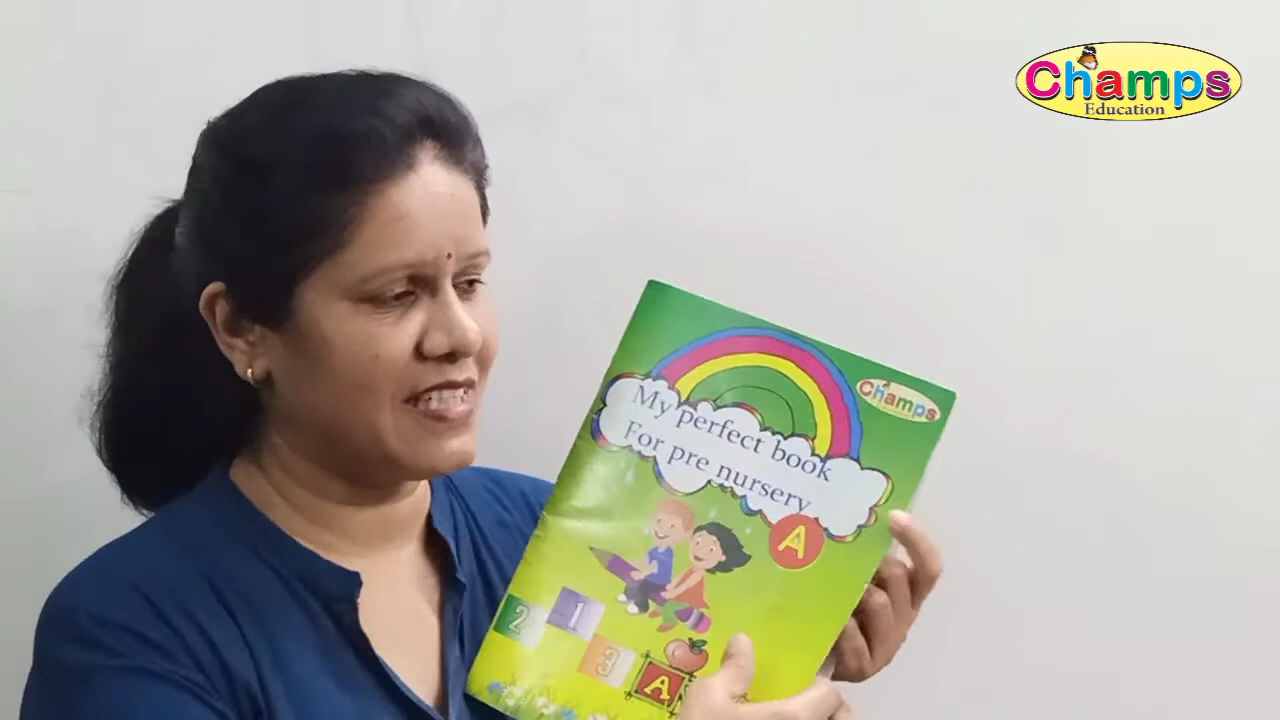 Champs
Education
Champs
My perfect book
For pre nursery
A
2
1
3
A